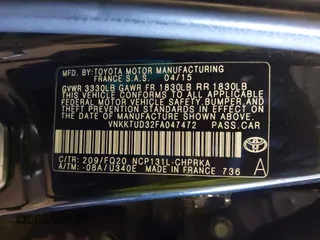 MFD. BY:TOYOTA MOTOR MANUFACTURING
FRANCE S.A.S. 04/15
GVWR 3330LB GAWR FR 1830LB RR 1830LB
THIS VEHICLE CONFORMS TO ALL APPLICABLE
FEDERAL MOTOR VEHICLE SAFETY, BUMPER, AND
THEFT PREVENTION STANDARDS IN EFFECT ON
THE DATE OF MANUFACTURE SHOWN ABOVE.
VNKKTUD32FA047472 PASS.CAR
C/TR: 209/FQ20 NCP131L-CHPRKA
A/TM: -08A/U340E MADE IN FRANCE 736
A
TOYOTA